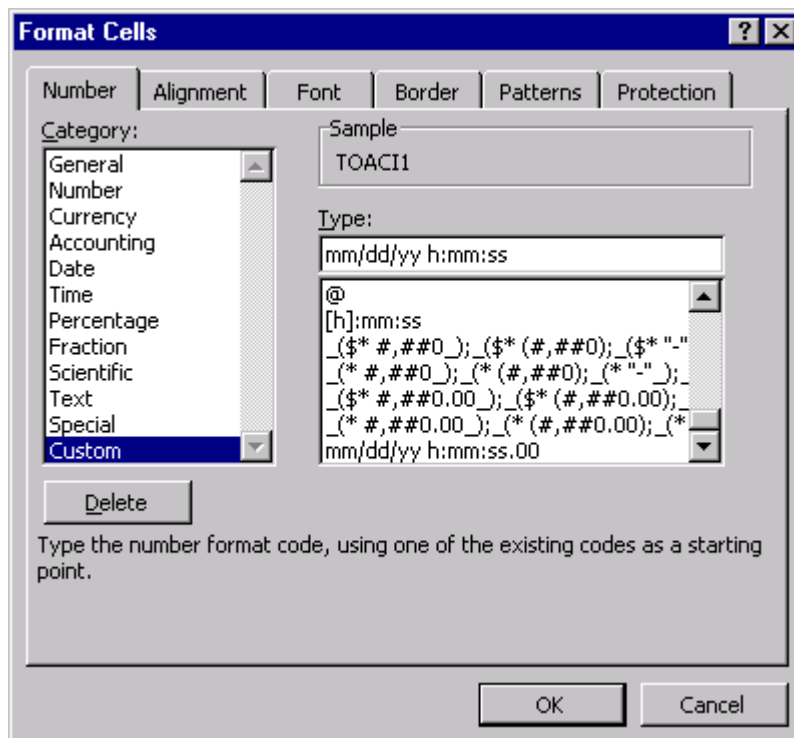 Format Cells
Number Alignment Font Border Patterns Protection
Category:
General
Number
Currency
Accounting
Date
Time
Percentage
Fraction
Scientific
Text
Special
Custom
Sample
TOACI1
Type:
mm/dd/yy h:mm:ss
@
[h]:mm:ss
_($* #,##0_);_($* (#,##0);_($* "-"
_(* #,##0_);_(* (#,##0);_(* "-"_);_
_($* #,##0.00_);_($* (#,##0.00);_
_(* #,##0.00_);_(* (#,##0.00);_(*
mm/dd/yy h:mm:ss.00
Delete
Type the number format code, using one of the existing codes as a starting
point.
OK Cancel